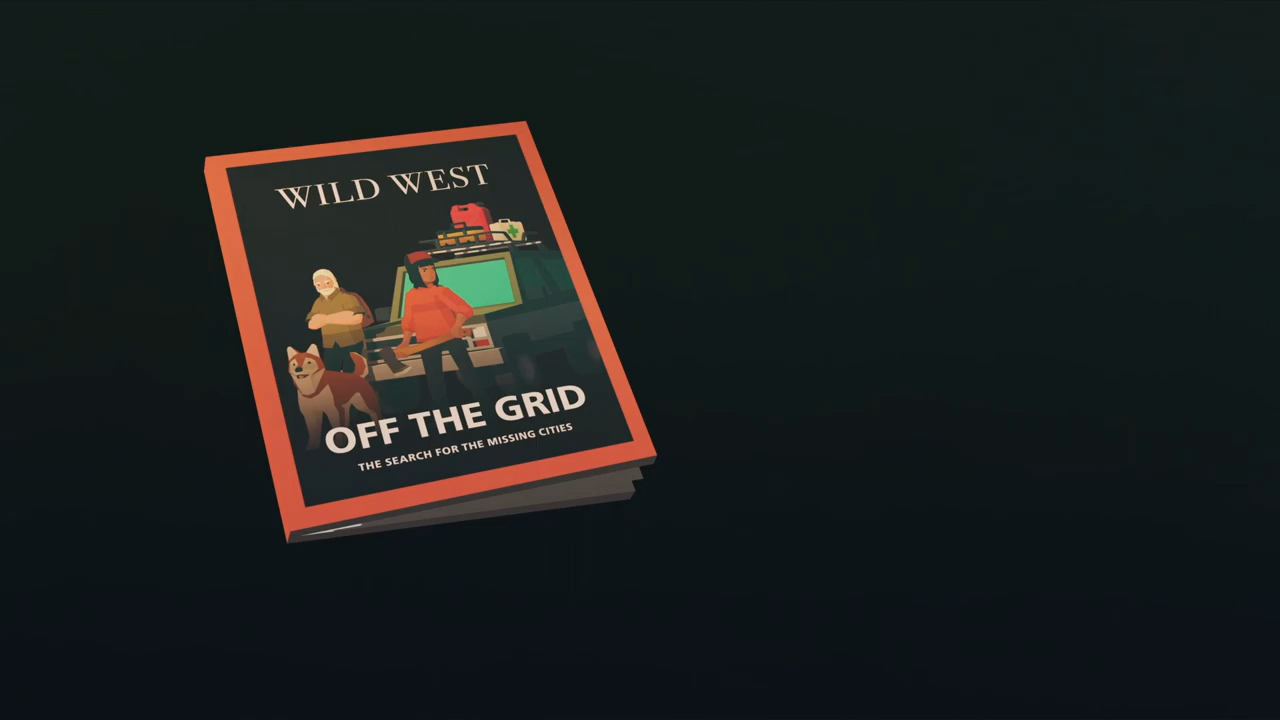 WILD WEST
OFF THE GRID
THE SEARCH FOR THE MISSING CITIES